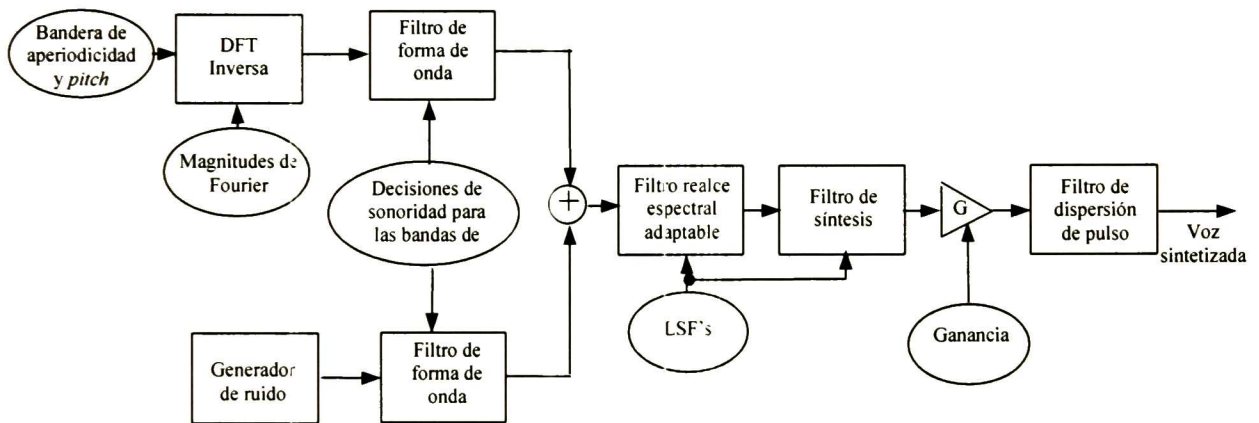 Bandera de
aperiodicidad
y pitch
DFT
Inversa
Filtro de
forma de
onda
Magnitudes de
Fourier
Decisiones de
sonoridad para
las bandas de
+
Filtro realce
espectral
adaptable
Filtro de
síntesis
G
Filtro de
dispersión
de pulso
Voz
sintetizada
LSF's
Ganancia
Generador
de ruido
Filtro de
forma de
onda